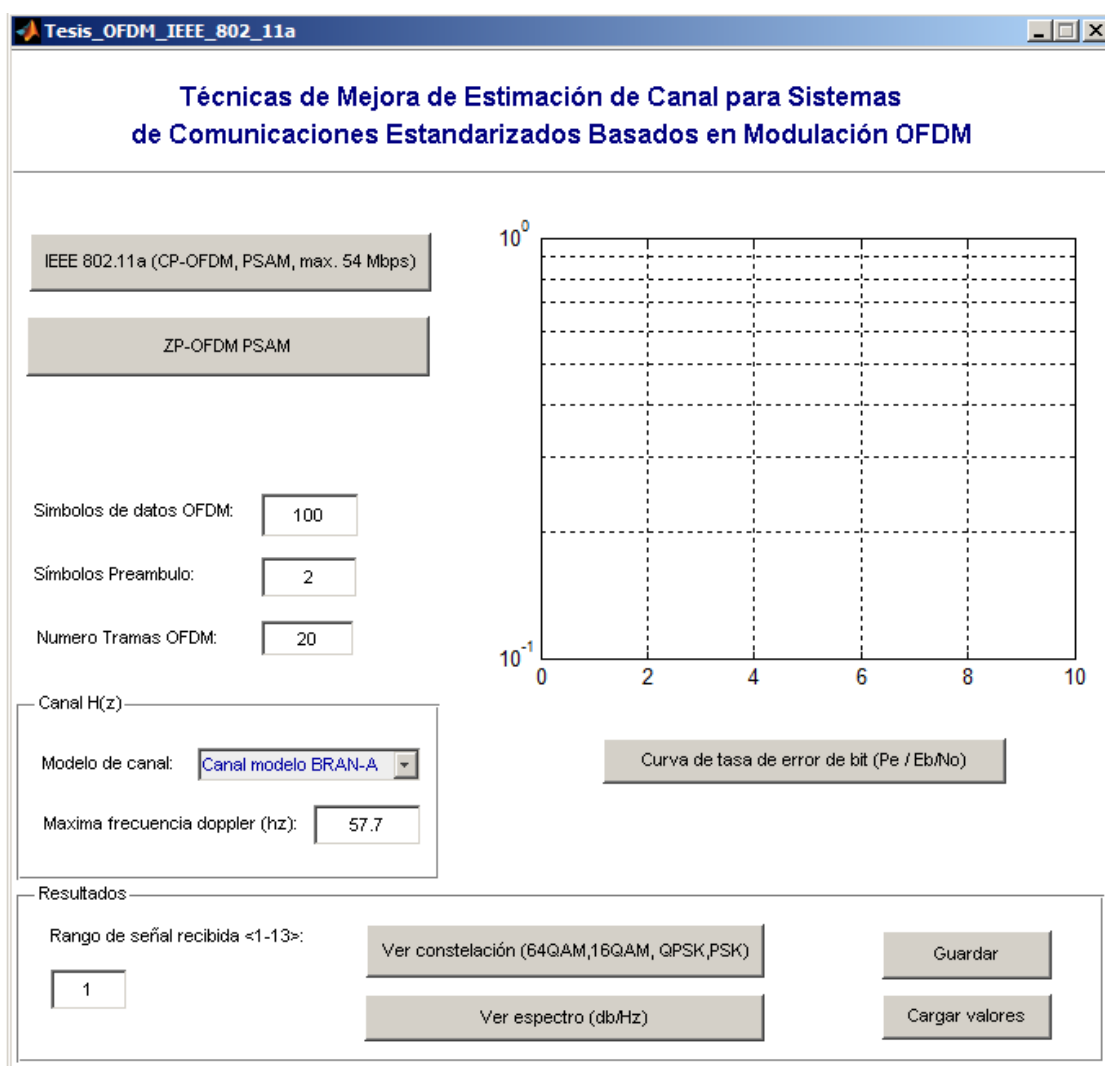 Tesis_OFDM_IEEE_802_11a
Técnicas de Mejora de Estimación de Canal para Sistemas
de Comunicaciones Estandarizados Basados en Modulación OFDM
IEEE 802.11a (CP-OFDM, PSAM, max. 54 Mbps)
ZP-OFDM PSAM
10^0
10^-1
0 2 4 6 8 10
Simbolos de datos OFDM: 100
Símbolos Preambulo: 2
Numero Tramas OFDM: 20
Canal H(z)
Modelo de canal: Canal modelo BRAN-A
Maxima frecuencia doppler (hz): 57.7
Curva de tasa de error de bit (Pe / Eb/No)
Resultados
Rango de señal recibida <1-13>:
1
Ver constelación (64QAM,16QAM, QPSK,PSK)
Ver espectro (db/Hz)
Guardar
Cargar valores